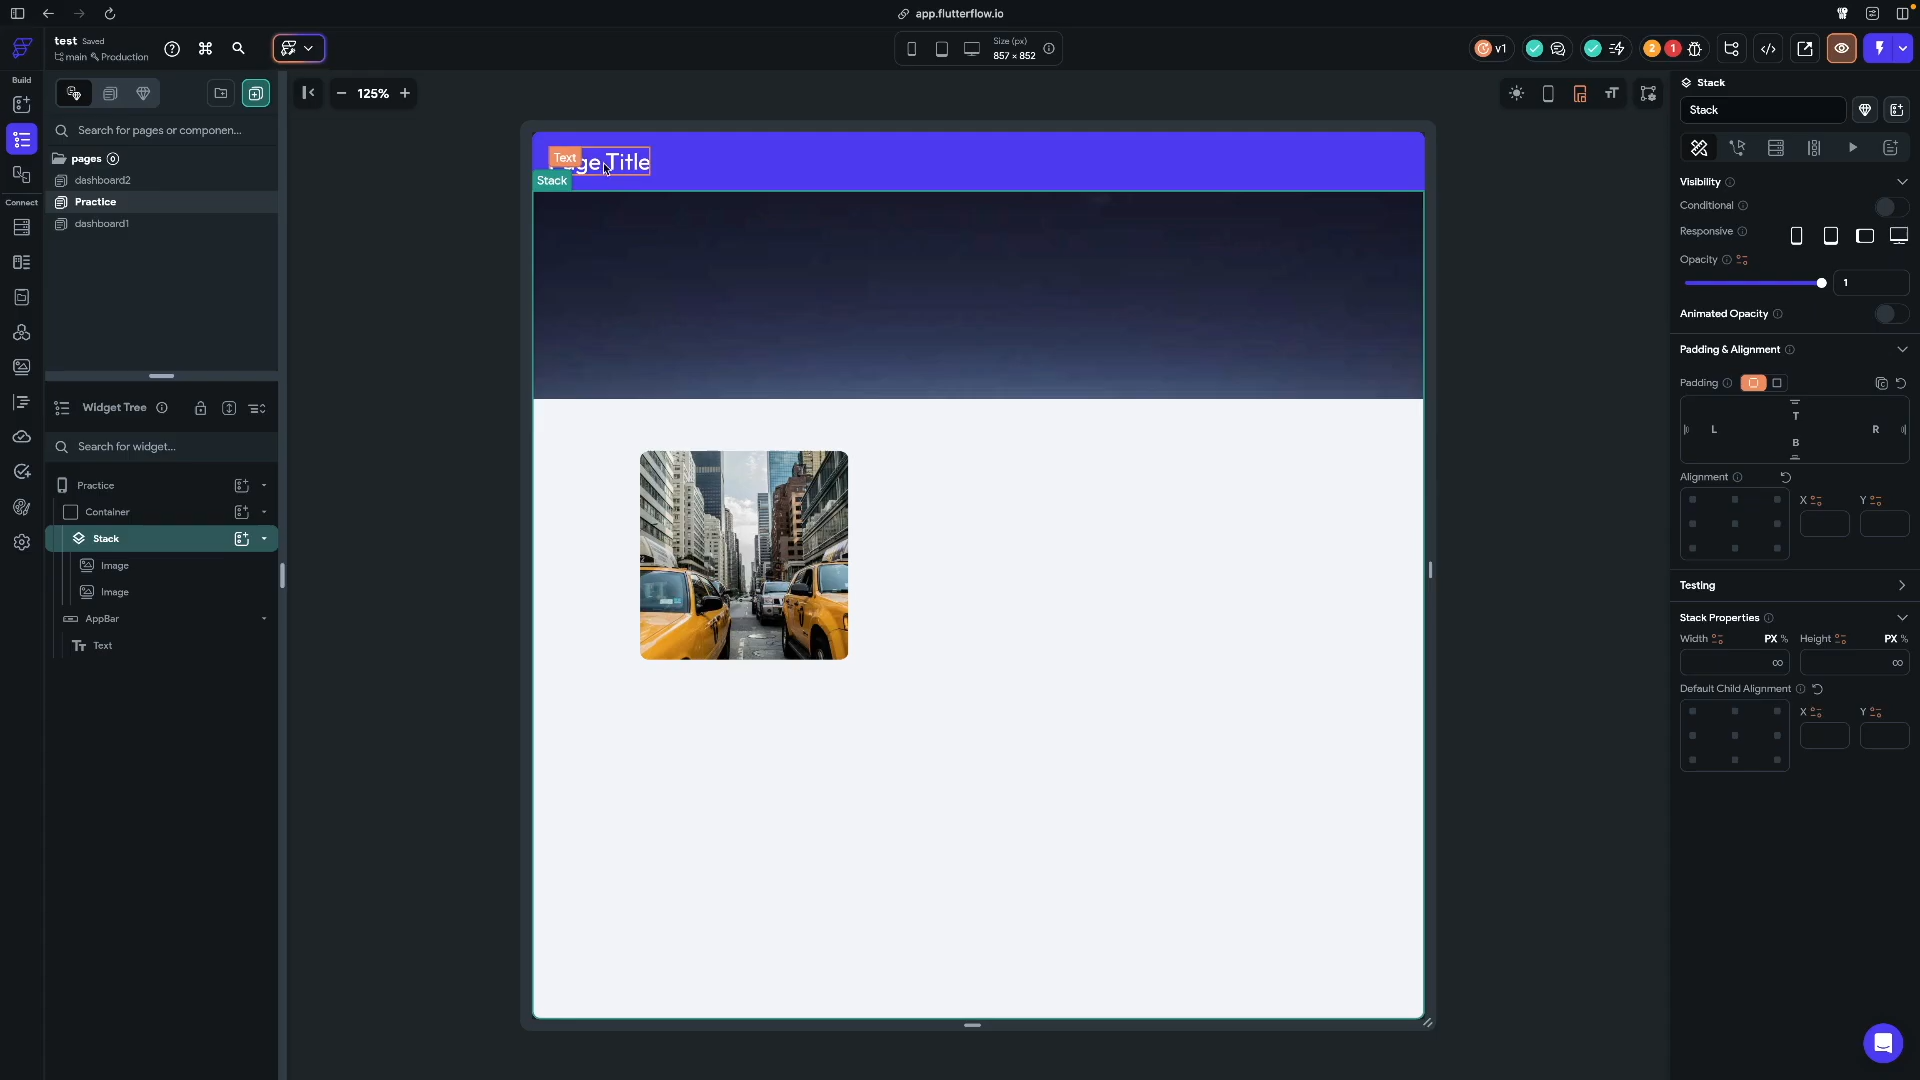 app.flutterflow.io
test Saved
main Production
v1
2 1
Size (px)
857 × 852
Build
Connect
Search for pages or componen...
pages 0
dashboard2
Practice
dashboard1
Widget Tree
Search for widget...
Practice
Container
Stack
Image
Image
AppBar
Text
125%
Text
Title
Stack
Stack
Stack
Visibility
Conditional
Responsive
Opacity
1
Animated Opacity
Padding & Alignment
Padding
T
L
R
B
Alignment
X
Y
Testing
Stack Properties
Width PX %
Height PX %
∞
∞
Default Child Alignment
X
Y